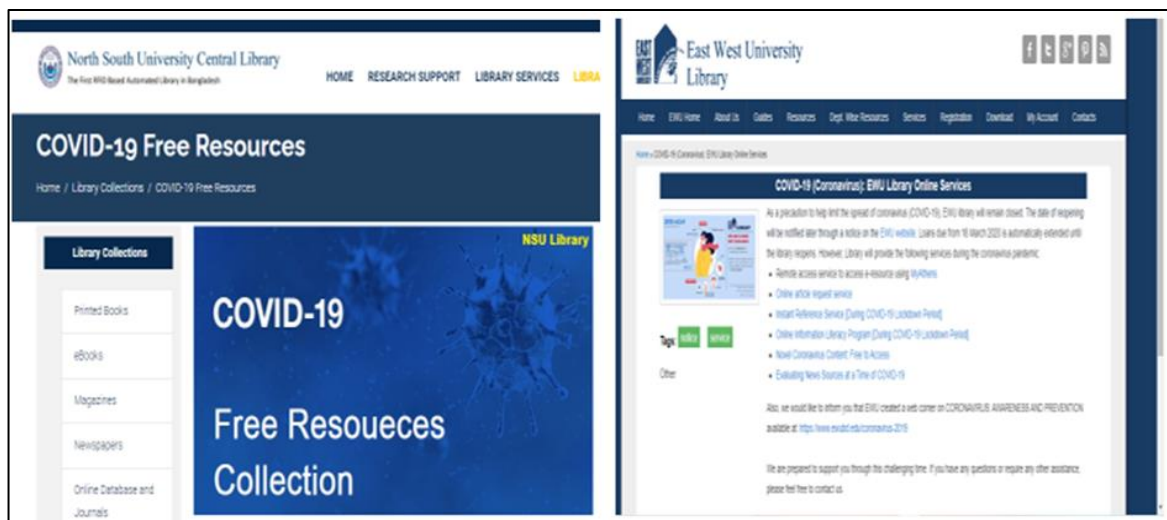 North South University Central Library
The First RFID Based Automated Library in Bangladesh
HOME RESEARCH SUPPORT LIBRARY SERVICES LIBRA
COVID-19 Free Resources
Home / Library Collections / COVID-19 Free Resources
Library Collections
Printed Books
eBooks
Magazines
Newspapers
Online Database and
Journals
NSU Library
COVID-19
Free Resoueces
Collection
EAST WEST
East West University
Library
Home EWU Home About Us Guides Resources Dept. Wise Resources Services Registration Download My Account Contacts
Home » COVID-19 (Coronavirus): EWU Library Online Services
COVID-19 (Coronavirus): EWU Library Online Services
As a precaution to help limit the spread of coronavirus (COVID-19), EWU library will remain closed. The date of reopening
will be notified later through a notice on the EWU website. Loans due from 16 March 2020 is automatically extended until
the library reopens. However, Library will provide the following services during the coronavirus pandemic:
• Remote access service to access e-resource using MyAthens
• Online article request service
• Instant Reference Service [During COVID-19 Lockdown Period]
• Online Information Literacy Program [During COVID-19 Lockdown Period]
• Novel Coronavirus Content: Free to Access
• Evaluating News Sources at a Time of COVID-19
Tags: notice service
Other
Also, we would like to inform you that EWU created a web corner on CORONAVIRUS: AWARENESS AND PREVENTION
available at: https://www.ewubd.edu/coronavirus-2019
We are prepared to support you through this challenging time. If you have any questions or require any other assistance,
please feel free to contact us.